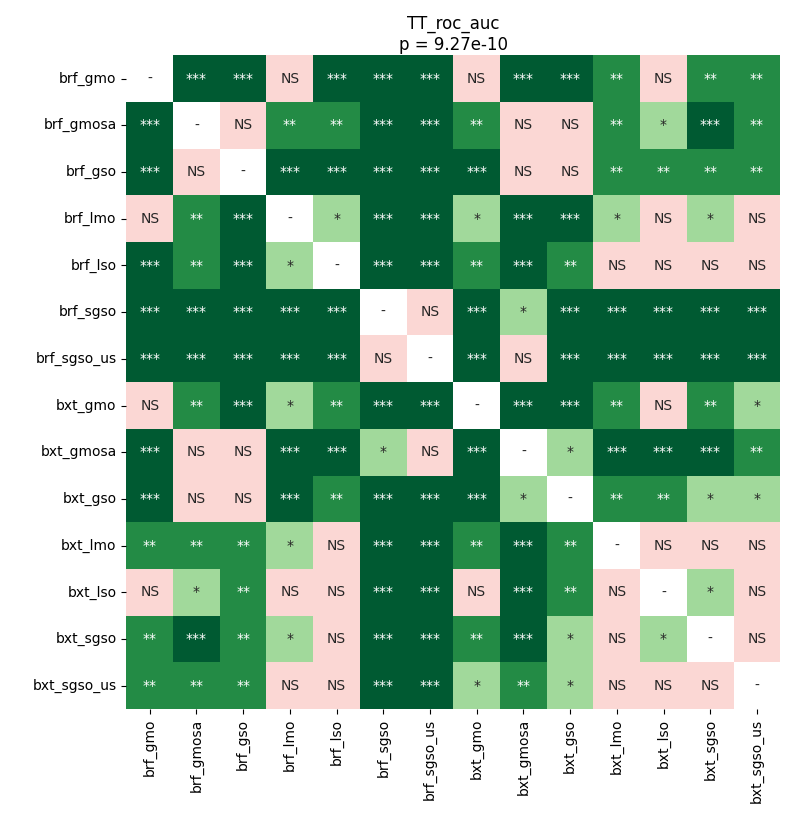 TT_roc_auc
p = 9.27e-10
brf_gmo - *** *** NS *** *** *** NS *** *** ** NS ** **
brf_gmosa *** - NS ** ** *** *** ** NS NS ** * *** **
brf_gso *** NS - *** *** *** *** *** NS NS ** ** ** **
brf_lmo NS ** *** - * *** *** * *** *** * NS * NS
brf_lso *** ** *** * - *** *** ** *** ** NS NS NS NS
brf_sgso *** *** *** *** *** - NS *** * *** *** *** *** ***
brf_sgso_us *** *** *** *** *** NS - *** NS *** *** *** *** ***
bxt_gmo NS ** *** * ** *** *** - *** *** ** NS ** *
bxt_gmosa *** NS NS *** *** * NS *** - * *** *** *** **
bxt_gso *** NS NS *** ** *** *** *** * - ** ** * *
bxt_lmo ** ** ** * NS *** *** ** *** ** - NS NS NS
bxt_lso NS * ** NS NS *** *** NS *** ** NS - * NS
bxt_sgso ** *** ** * NS *** *** ** *** * NS * - NS
bxt_sgso_us ** ** ** NS NS *** *** * ** * NS NS NS -
brf_gmo brf_gmosa brf_gso brf_lmo brf_lso brf_sgso brf_sgso_us bxt_gmo bxt_gmosa bxt_gso bxt_lmo bxt_lso bxt_sgso bxt_sgso_us